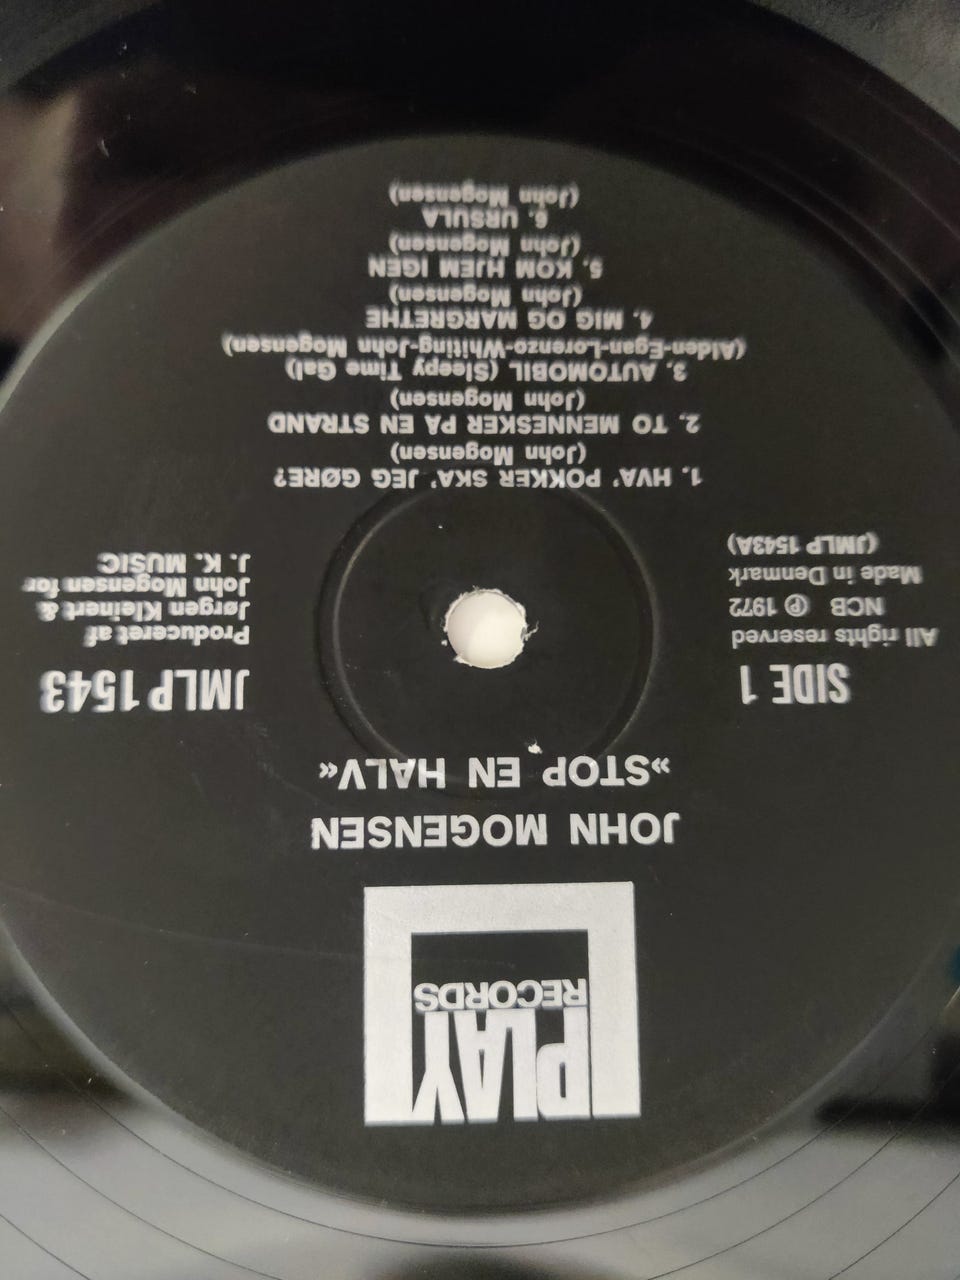 PLAY
RECORDS
JOHN MOGENSEN
»STOP EN HALV«
SIDE 1
All rights reserved
NCB ℗ 1972
Made in Denmark
(JMLP 1543A)
JMLP 1543
Produceret af
Jørgen Kleinert &
John Mogensen for
J. K. MUSIC
1. HVA' POKKER SKA' JEG GØRE?
(John Mogensen)
2. TO MENNESKER PÅ EN STRAND
(John Mogensen)
3. AUTOMOBIL (Sleepy Time Gal)
(Alden-Egan-Lorenzo-Whiting-John Mogensen)
4. MIG OG MARGRETHE
(John Mogensen)
5. KOM HJEM IGEN
(John Mogensen)
6. URSULA
(John Mogensen)